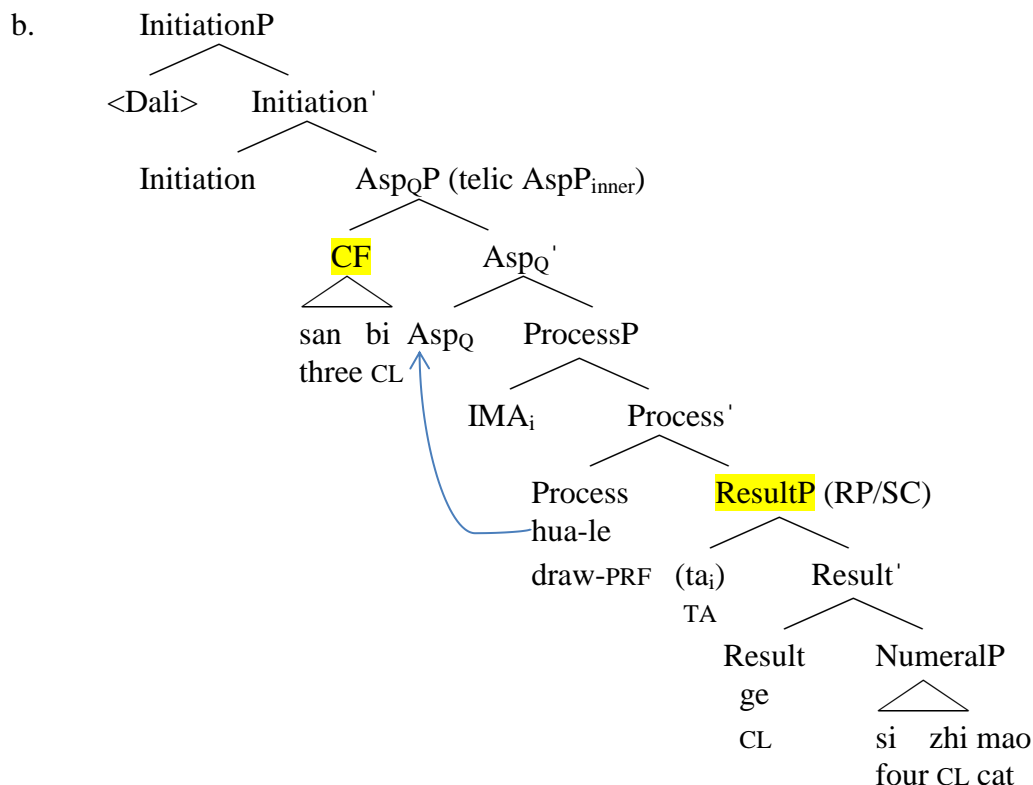 b. InitiationP
<Dali> Initiation'
Initiation AspQP (telic AspPinner)
CF AspQ'
san bi AspQ ProcessP
three CL
IMAi Process'
Process ResultP (RP/SC)
hua-le
draw-PRF (tai) Result'
TA
Result NumeralP
ge
CL si zhi mao
four CL cat